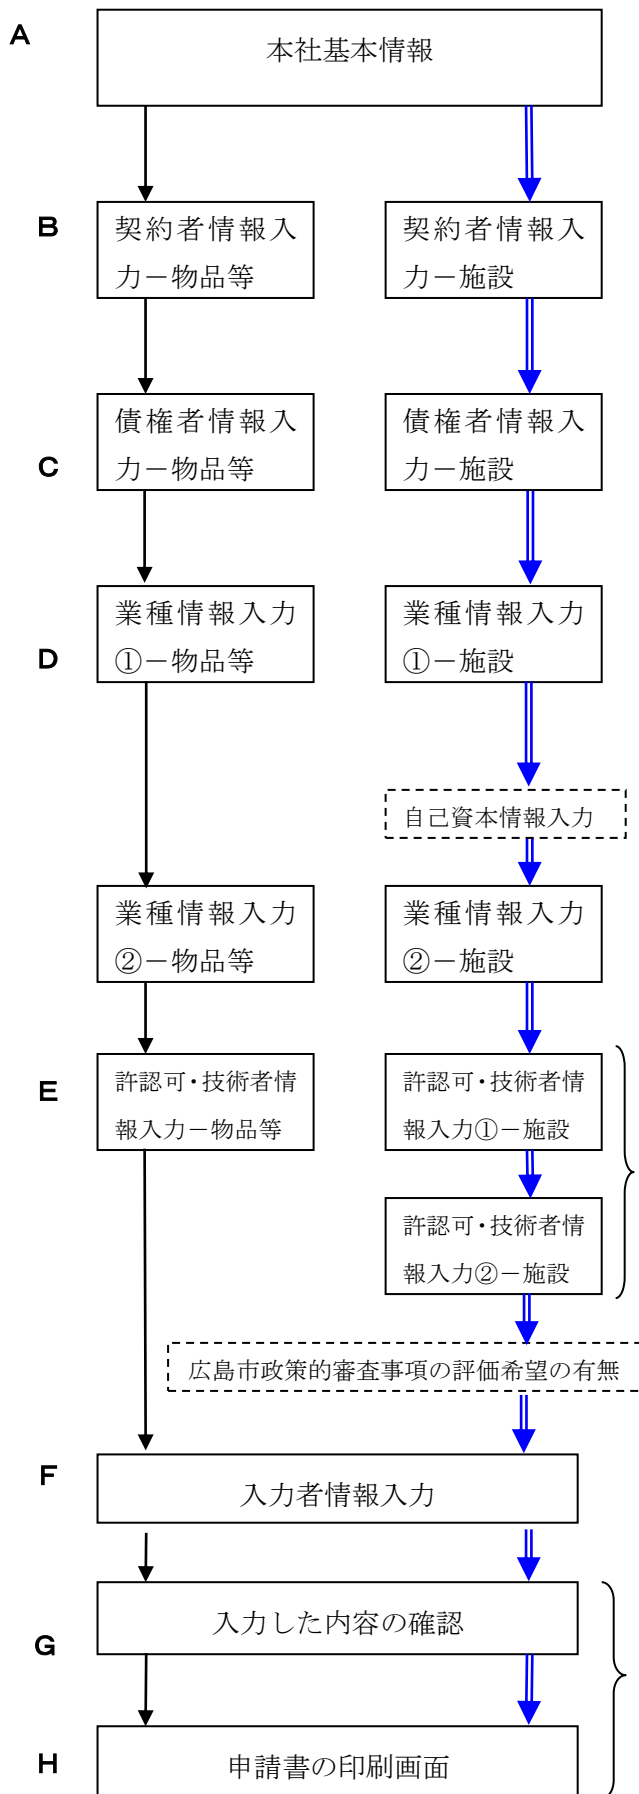 A
本社基本情報
B
契約者情報入
力－物品等
契約者情報入
力－施設
C
債権者情報入
力－物品等
債権者情報入
力－施設
D
業種情報入力
①－物品等
業種情報入力
①－施設
自己資本情報入力
業種情報入力
②－物品等
業種情報入力
②－施設
E
許認可・技術者情
報入力－物品等
許認可・技術者情
報入力①－施設
許認可・技術者情
報入力②－施設
広島市政策的審査事項の評価希望の有無
F
入力者情報入力
G
入力した内容の確認
H
申請書の印刷画面